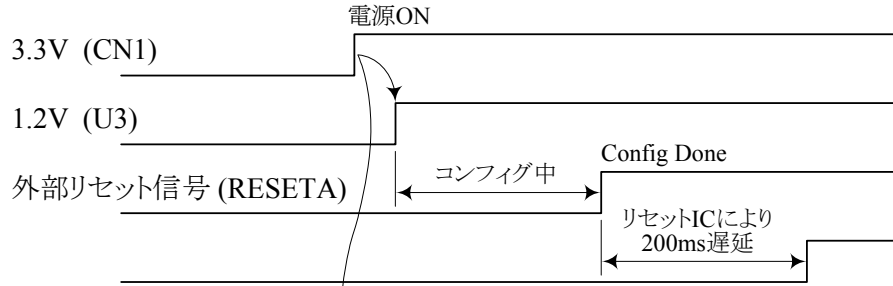 電源ON
3.3V (CN1)
1.2V (U3)
コンフィグ中
Config Done
外部リセット信号 (RESETA)
リセットICにより
200ms遅延